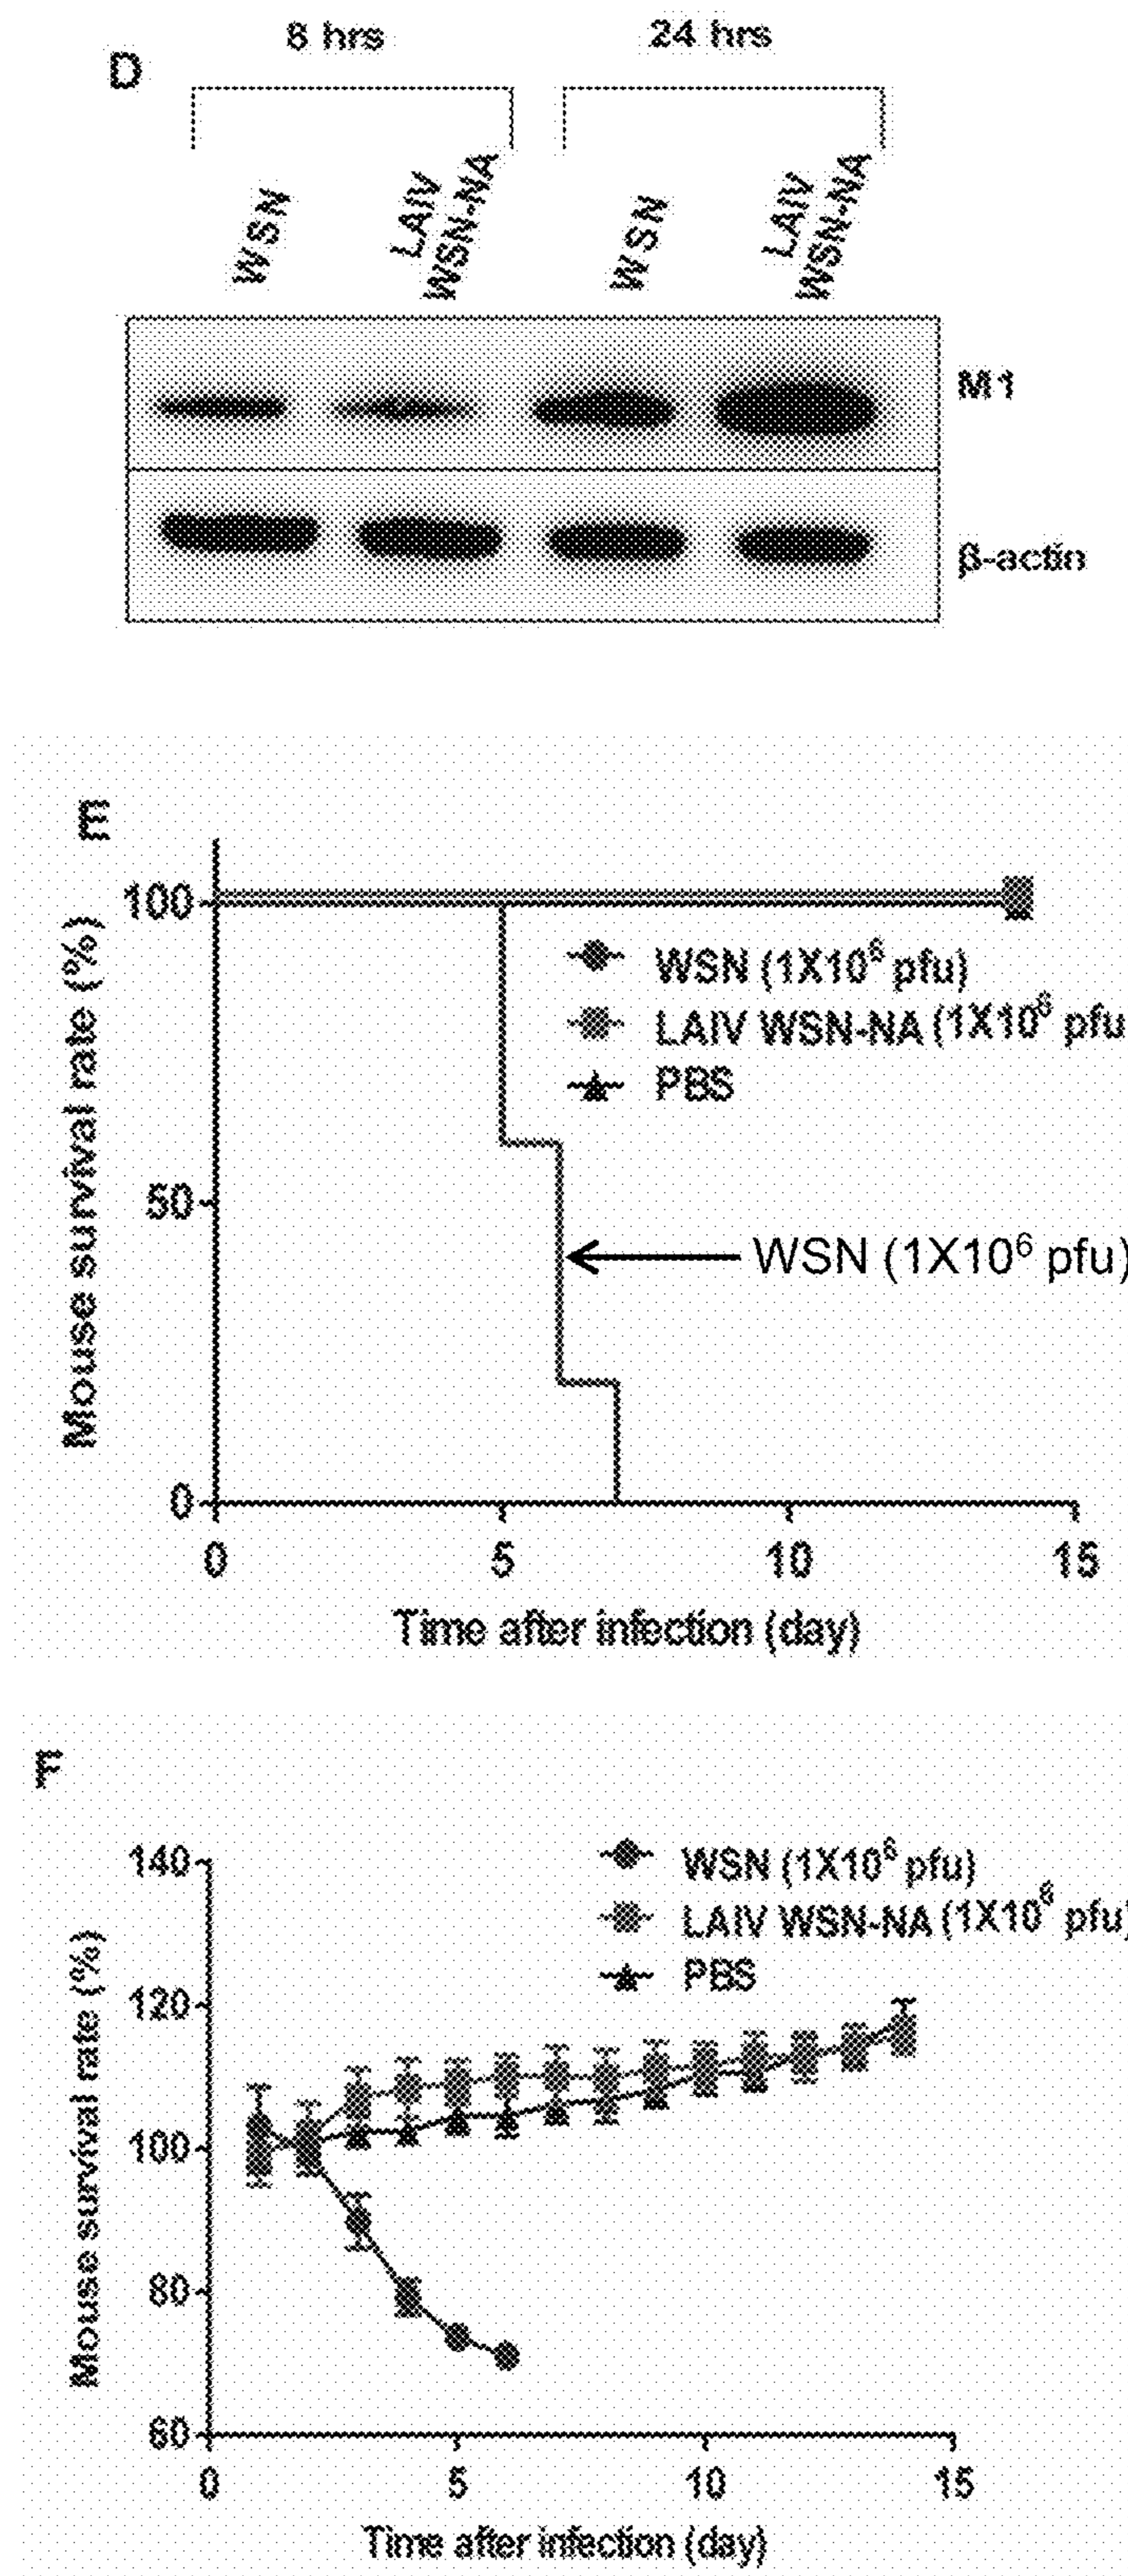 D
8 hrs
24 hrs
WSN
LAIV
WSN-NA
WSN
LAIV
WSN-NA
M1
β-actin
E
Mouse survival rate (%)
100
50
0
WSN (1X10⁶ pfu)
LAIV WSN-NA (1X10⁶ pfu
PBS
WSN (1X10⁶ pfu)
0
5
10
15
Time after infection (day)
F
Mouse survival rate (%)
140
120
100
80
60
WSN (1X10⁶ pfu)
LAIV WSN-NA (1X10⁶ pfu)
PBS
0
5
10
15
Time after infection (day)